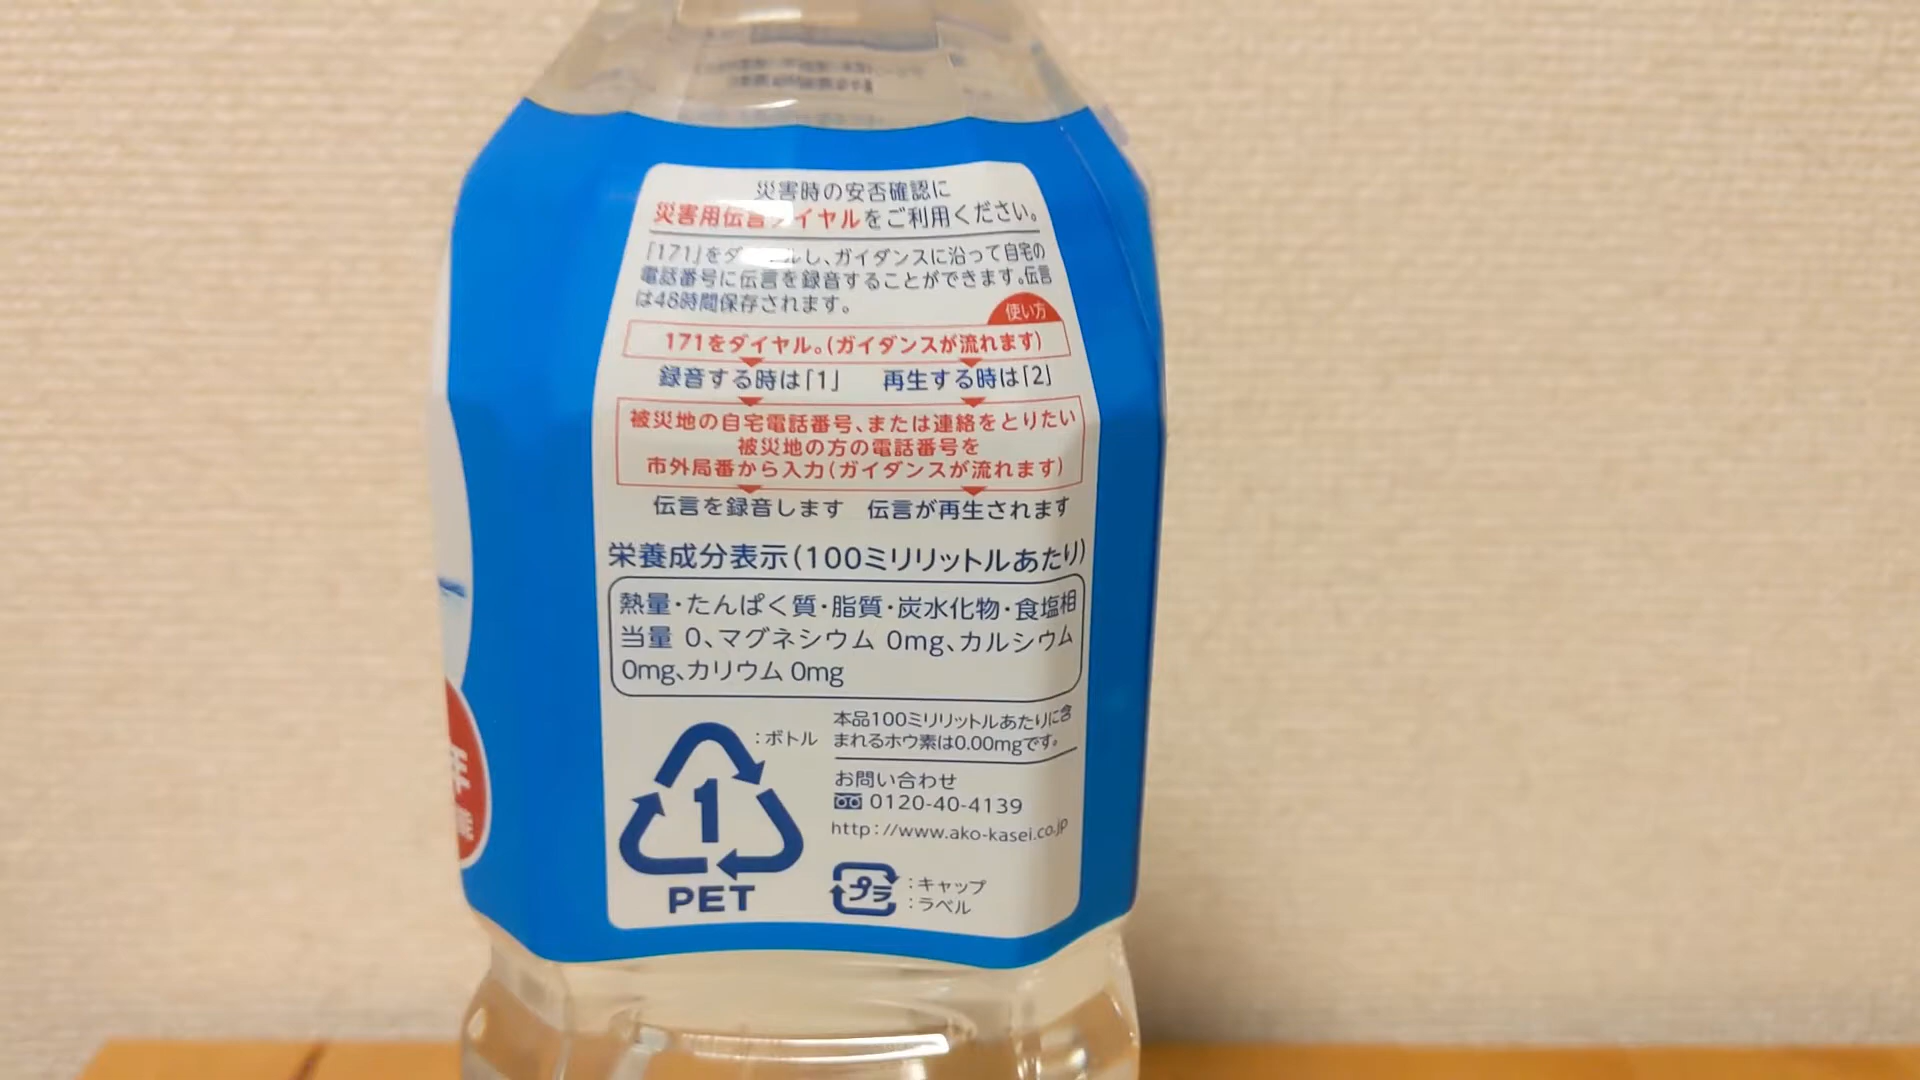 災害時の安否確認に
災害用伝言ダイヤルをご利用ください。
「171」をダイヤルし、ガイダンスに沿って自宅の
電話番号に伝言を録音することができます。伝言
は48時間保存されます。
使い方
171をダイヤル。(ガイダンスが流れます)
録音する時は「1」 再生する時は「2」
被災地の自宅電話番号、または連絡をとりたい
被災地の方の電話番号を
市外局番から入力(ガイダンスが流れます)
伝言を録音します 伝言が再生されます
栄養成分表示(100ミリリットルあたり)
熱量・たんぱく質・脂質・炭水化物・食塩相
当量 0、マグネシウム 0mg、カルシウム
0mg、カリウム 0mg
本品100ミリリットルあたりに含
まれるホウ素は0.00mgです。
:ボトル
1
PET
お問い合わせ
0120-40-4139
http://www.ako-kasei.co.jp
プラ
:キャップ
:ラベル